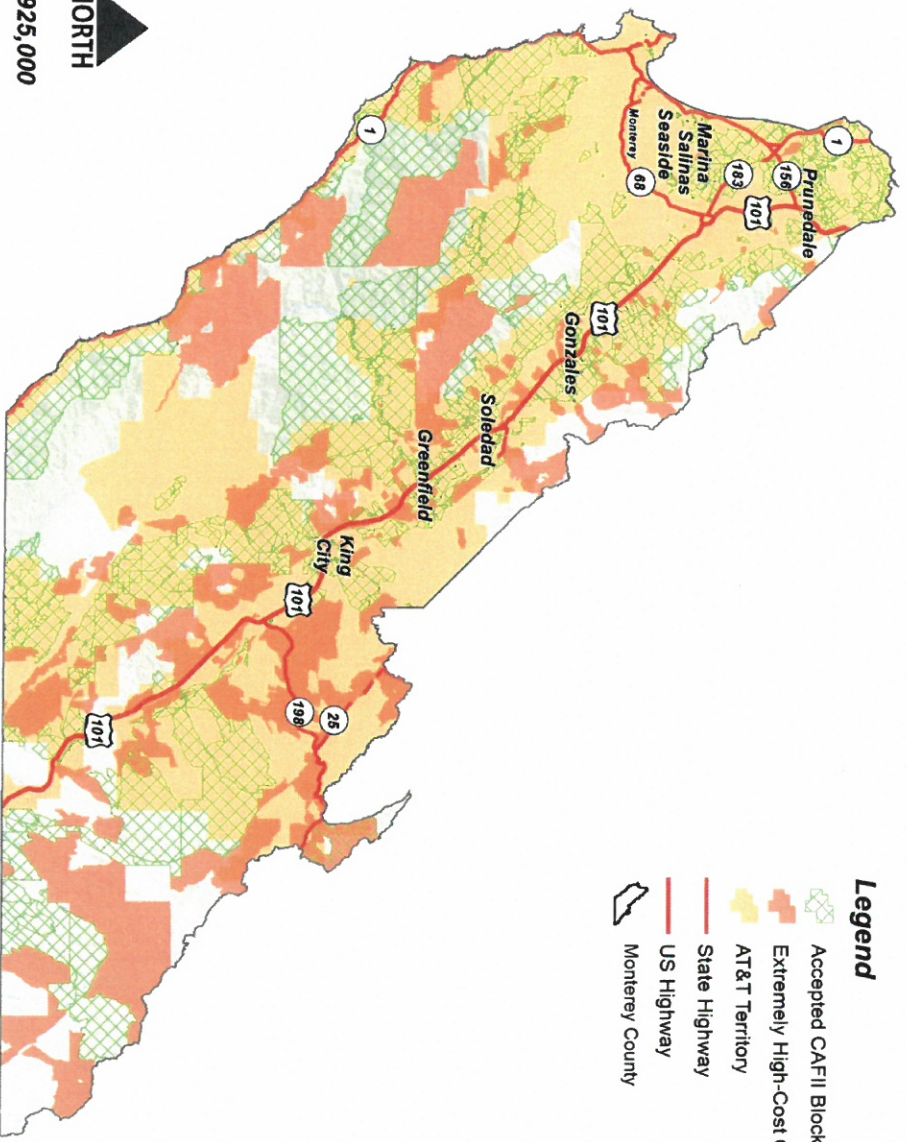 Legend
Accepted CAFII Block
Extremely High-Cost
AT&T Territory
State Highway
US Highway
Monterey County
1
Prunedale
156
183
101
Marina
Salinas
Seaside
Monterey
68
101
Gonzales
1
Soledad
Greenfield
King
City
101
25
198
101
NORTH
925,000